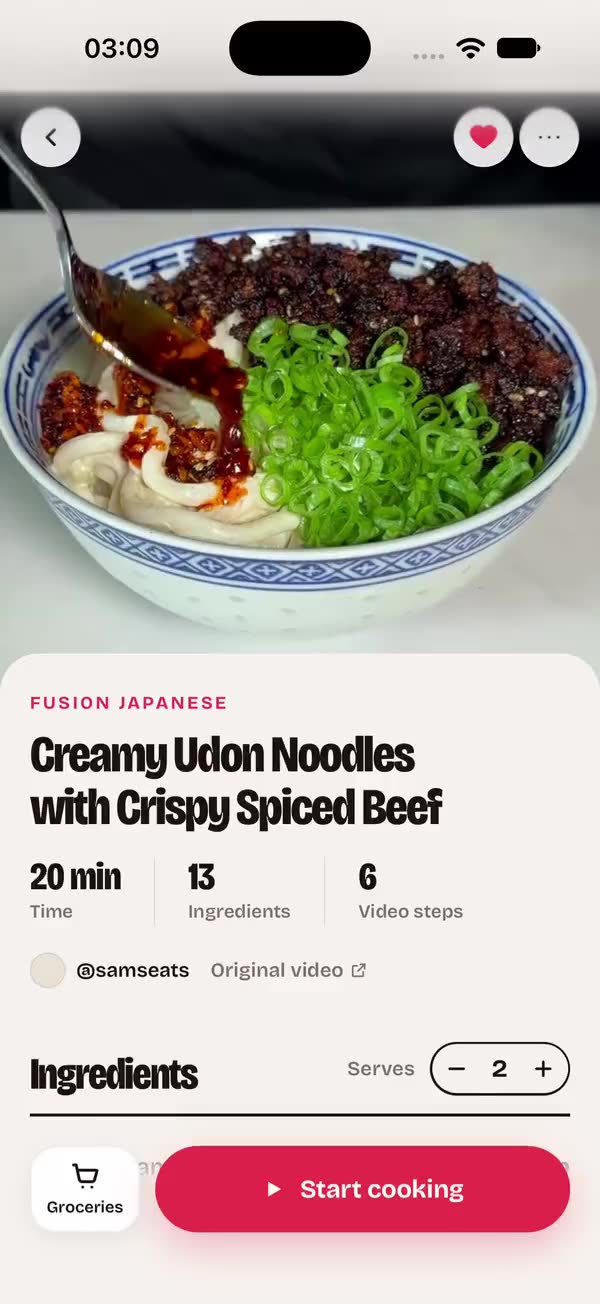 03:09
FUSION JAPANESE
Creamy Udon Noodles
with Crispy Spiced Beef
20 min
13
6
Time
Ingredients
Video steps
@samseats Original video
Ingredients
Serves − 2 +
Groceries
Start cooking